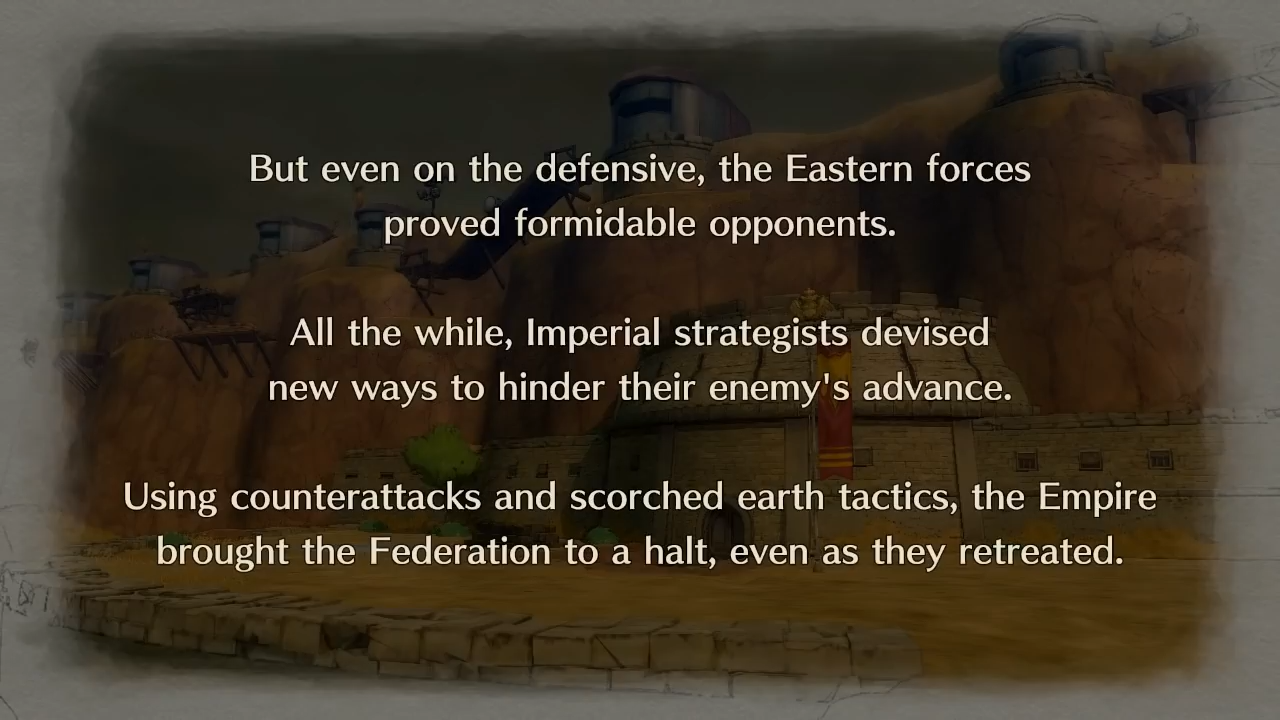 But even on the defensive, the Eastern forces
proved formidable opponents.
All the while, Imperial strategists devised
new ways to hinder their enemy's advance.
Using counterattacks and scorched earth tactics, the Empire
brought the Federation to a halt, even as they retreated.